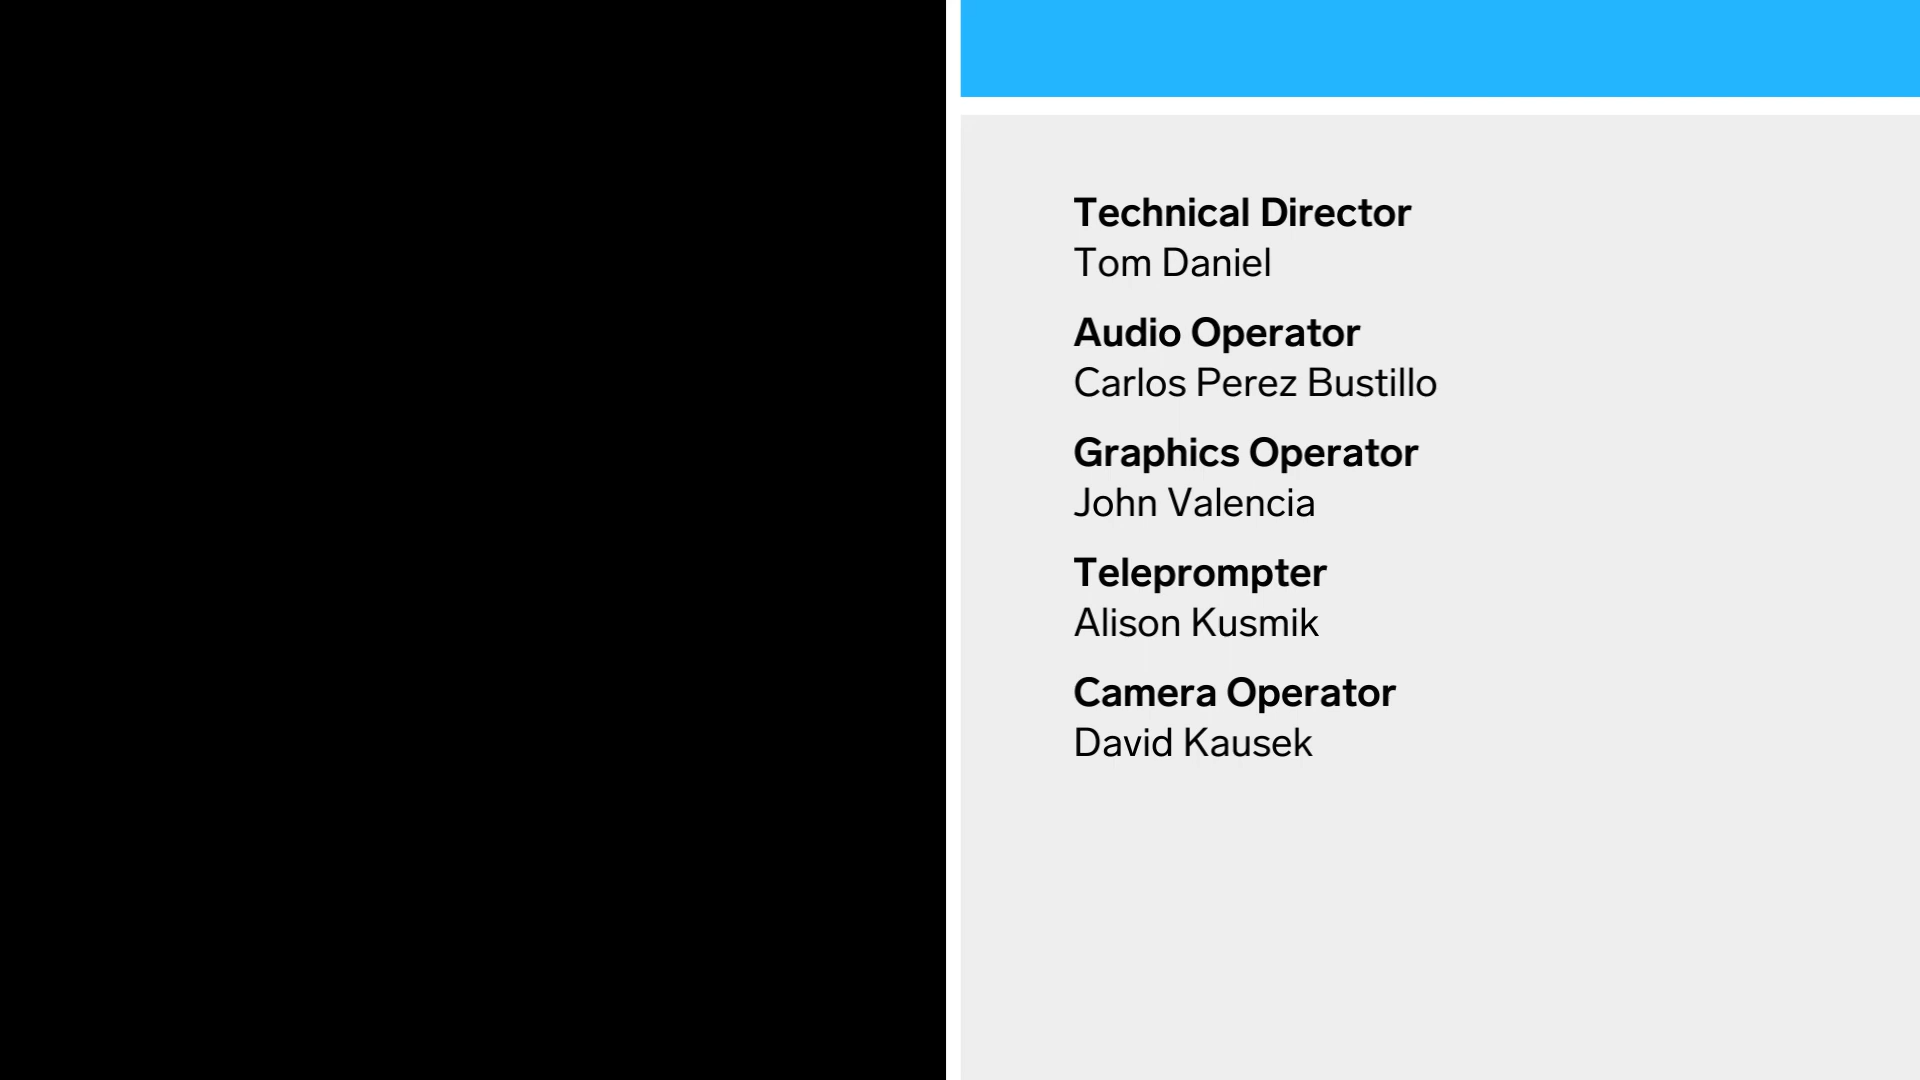 Technical Director
Tom Daniel
Audio Operator
Carlos Perez Bustillo
Graphics Operator
John Valencia
Teleprompter
Alison Kusmik
Camera Operator
David Kausek